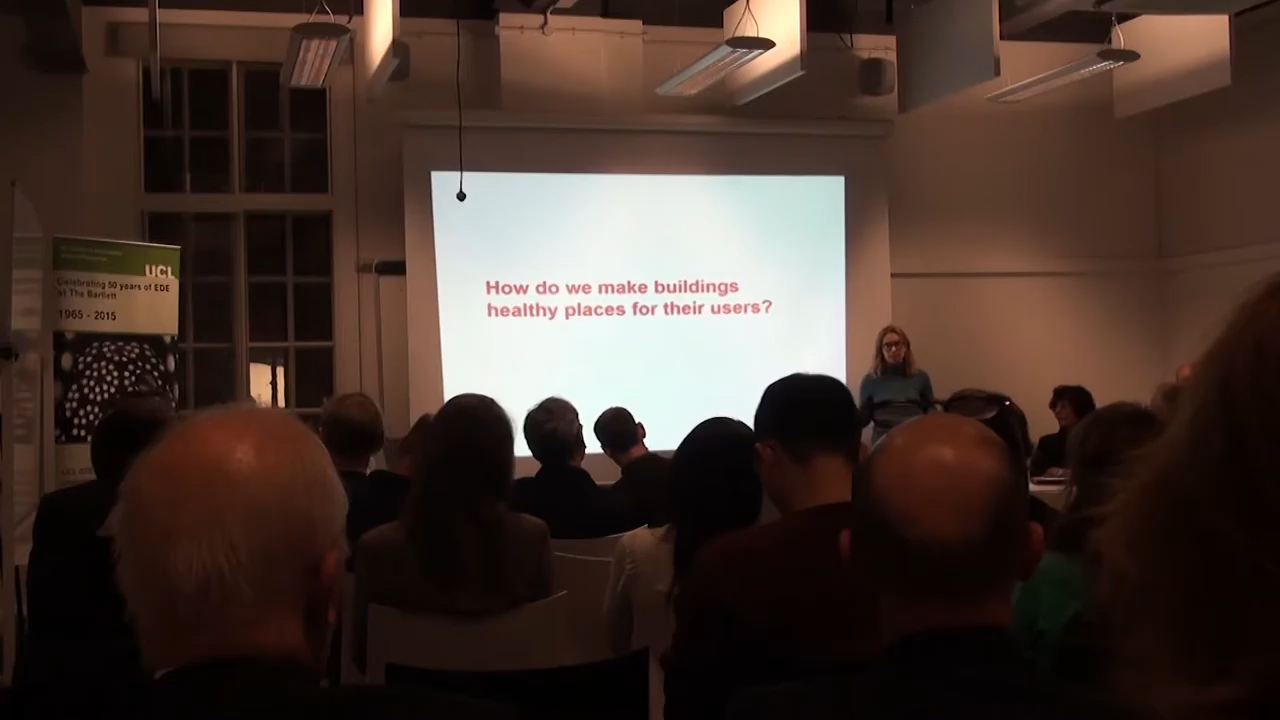 UCL
Celebrating 50 years of EDE
at The Bartlett
1965 - 2015
How do we make buildings
healthy places for their users?